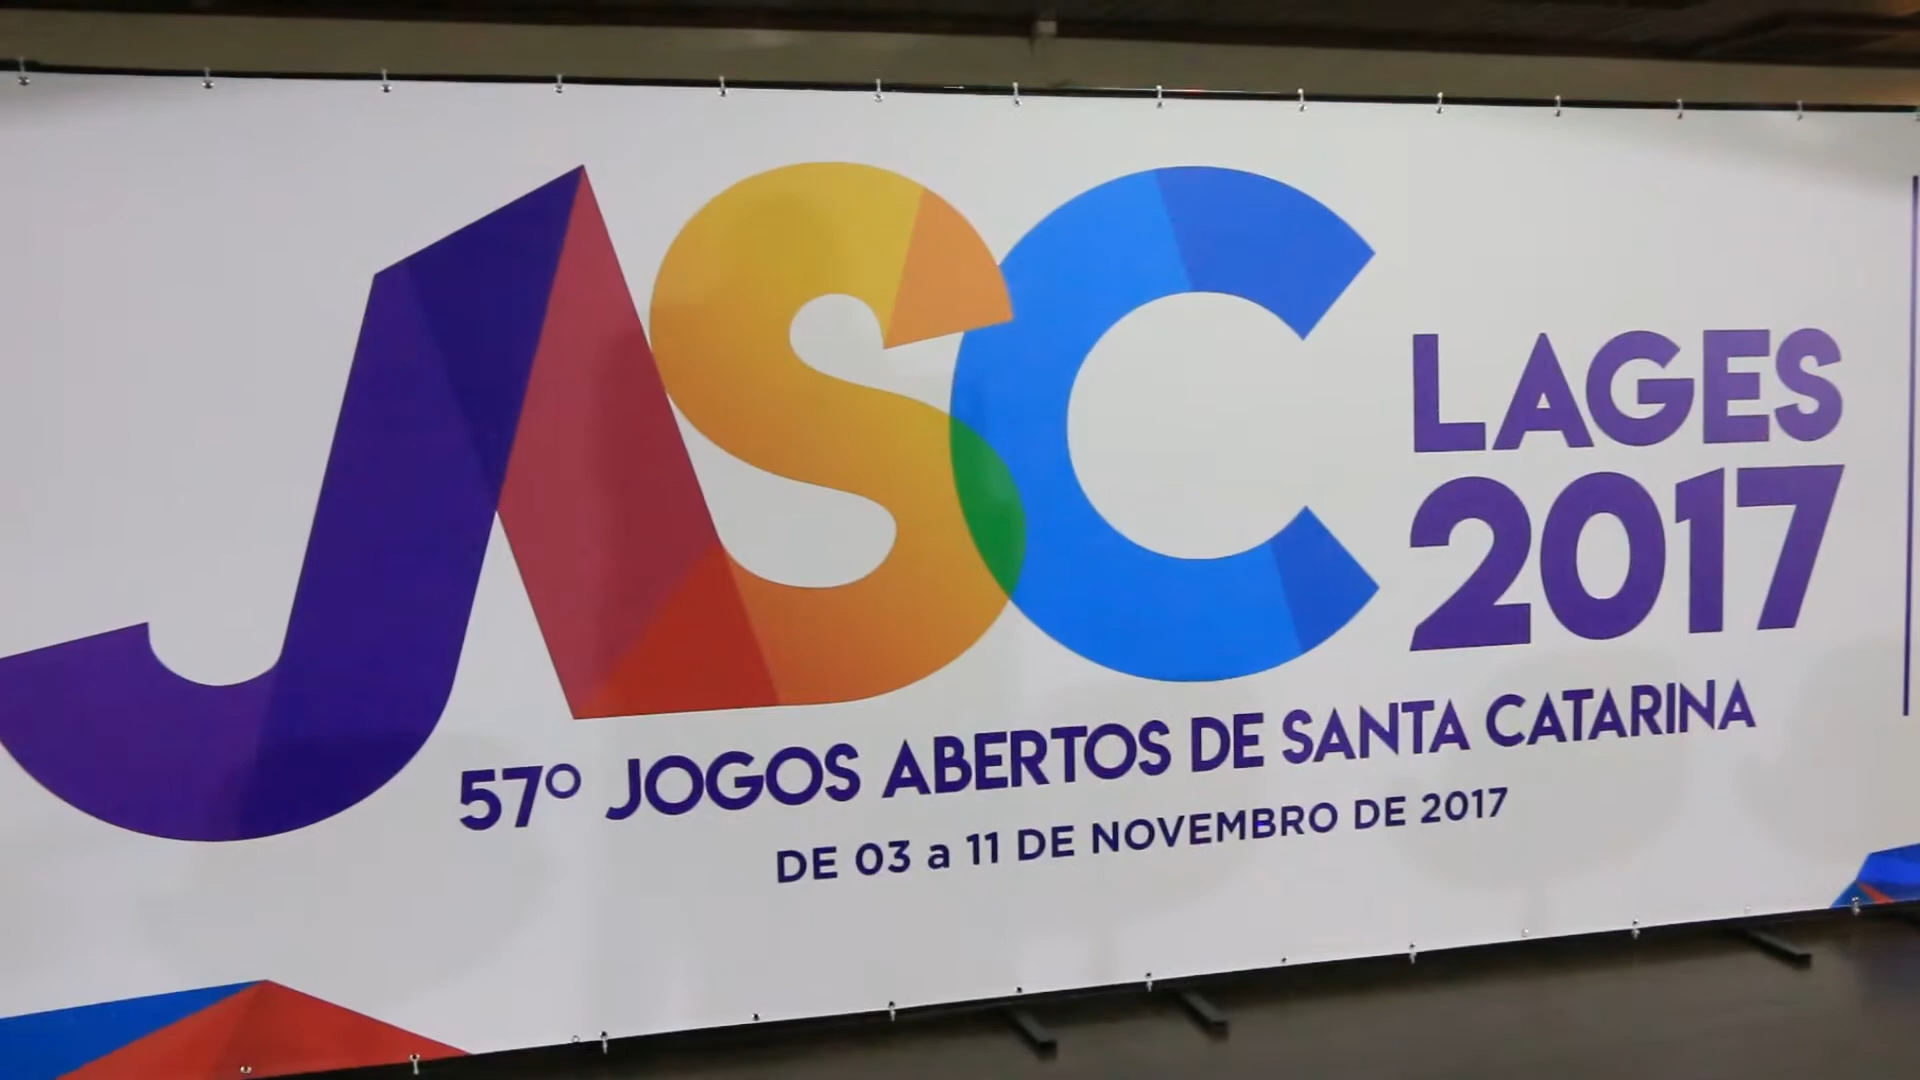 JASC
LAGES
2017
57º JOGOS ABERTOS DE SANTA CATARINA
DE 03 a 11 DE NOVEMBRO DE 2017